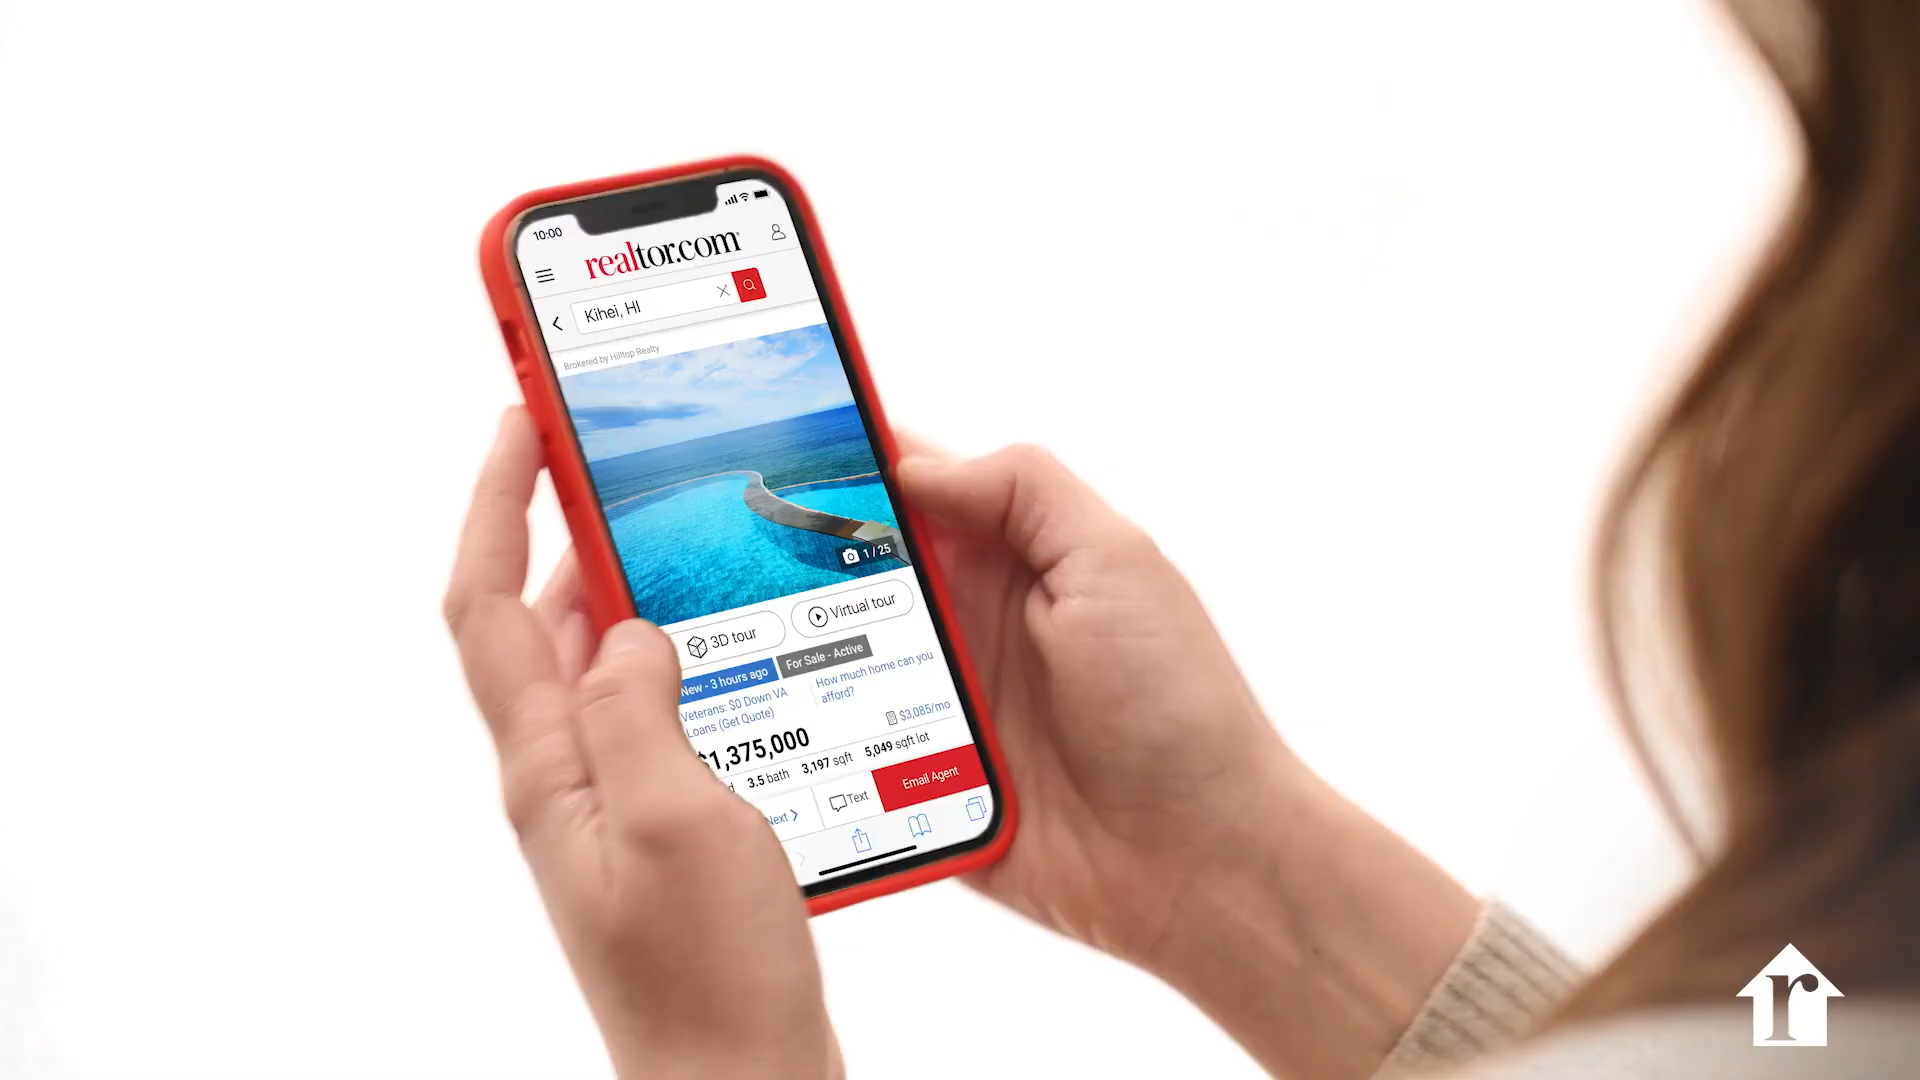 10:00
realtor.com
Kihei, HI
Brokered by Hilltop Realty
1/25
3D tour
Virtual tour
New - 3 hours ago
For Sale - Active
Veterans: $0 Down VA
Loans (Get Quote)
How much home can you
afford?
$1,375,000
$3,085/mo
3.5 bath 3,197 sqft 5,049 sqft lot
Next
Text
Email Agent
r